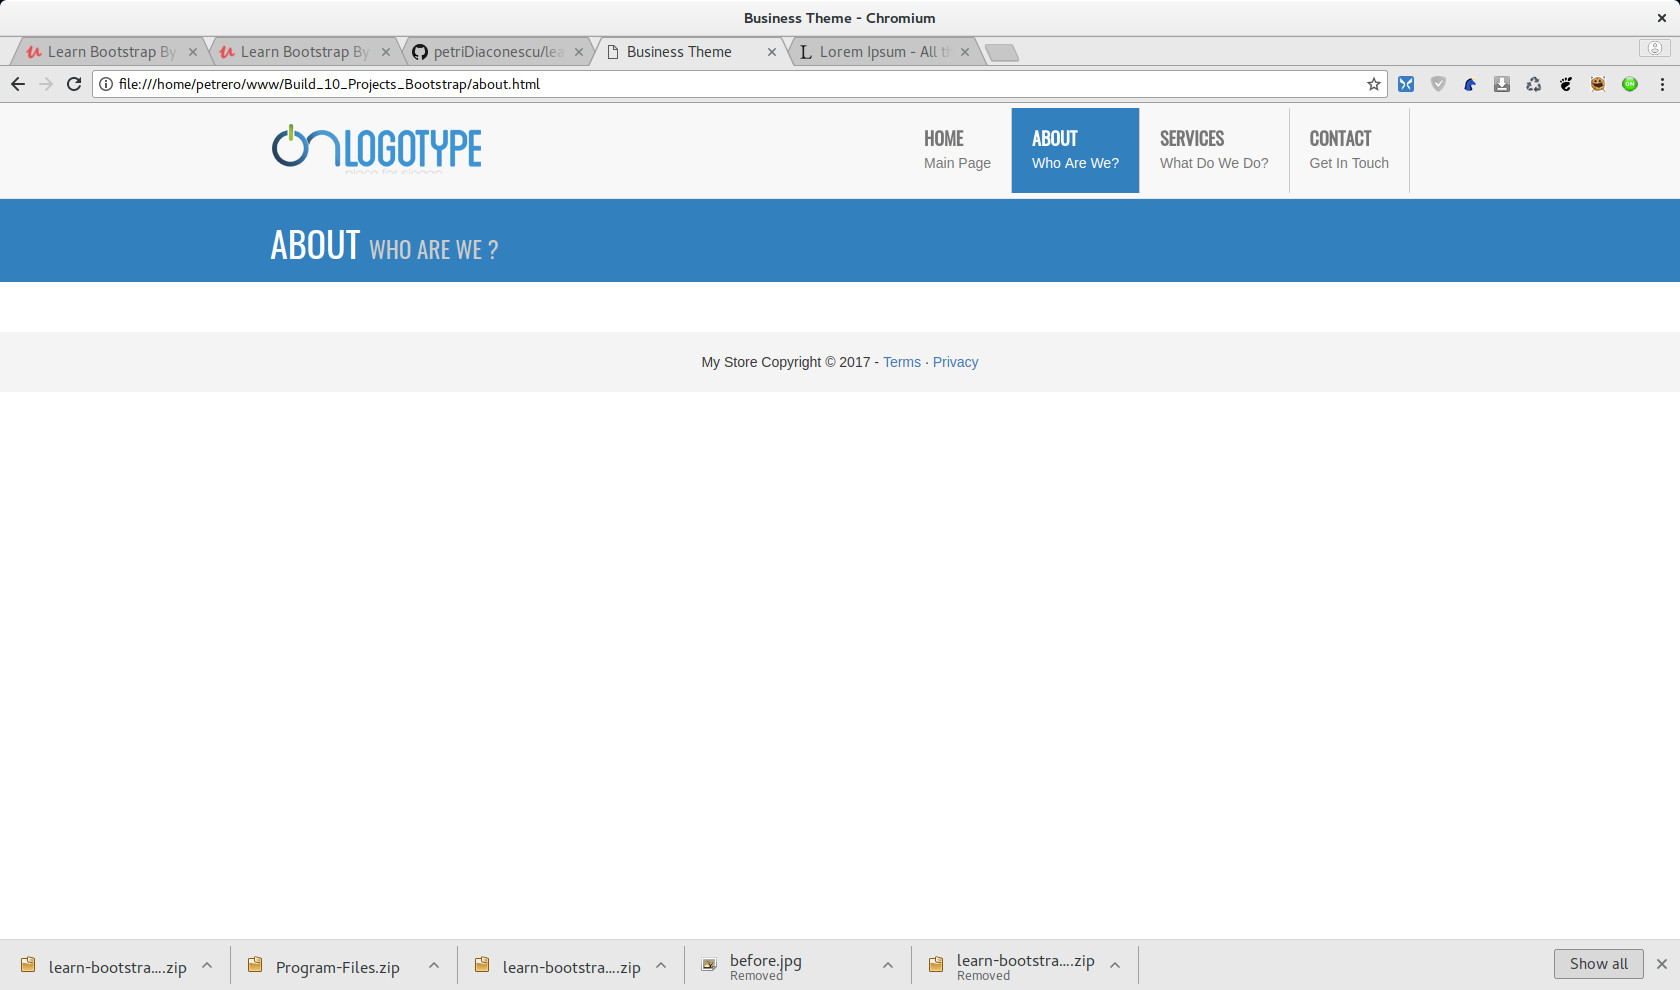 Business Theme - Chromium
Learn Bootstrap By
Learn Bootstrap By
petriDiaconescu/lea
Business Theme
Lorem Ipsum - All t
file:///home/petrero/www/Build_10_Projects_Bootstrap/about.html
ON
LOGOTYPE
HOME
Main Page
ABOUT
Who Are We?
SERVICES
What Do We Do?
CONTACT
Get In Touch
ABOUT WHO ARE WE ?
My Store Copyright © 2017 - Terms · Privacy
learn-bootstra....zip
Program-Files.zip
learn-bootstra....zip
before.jpg
Removed
learn-bootstra....zip
Removed
Show all